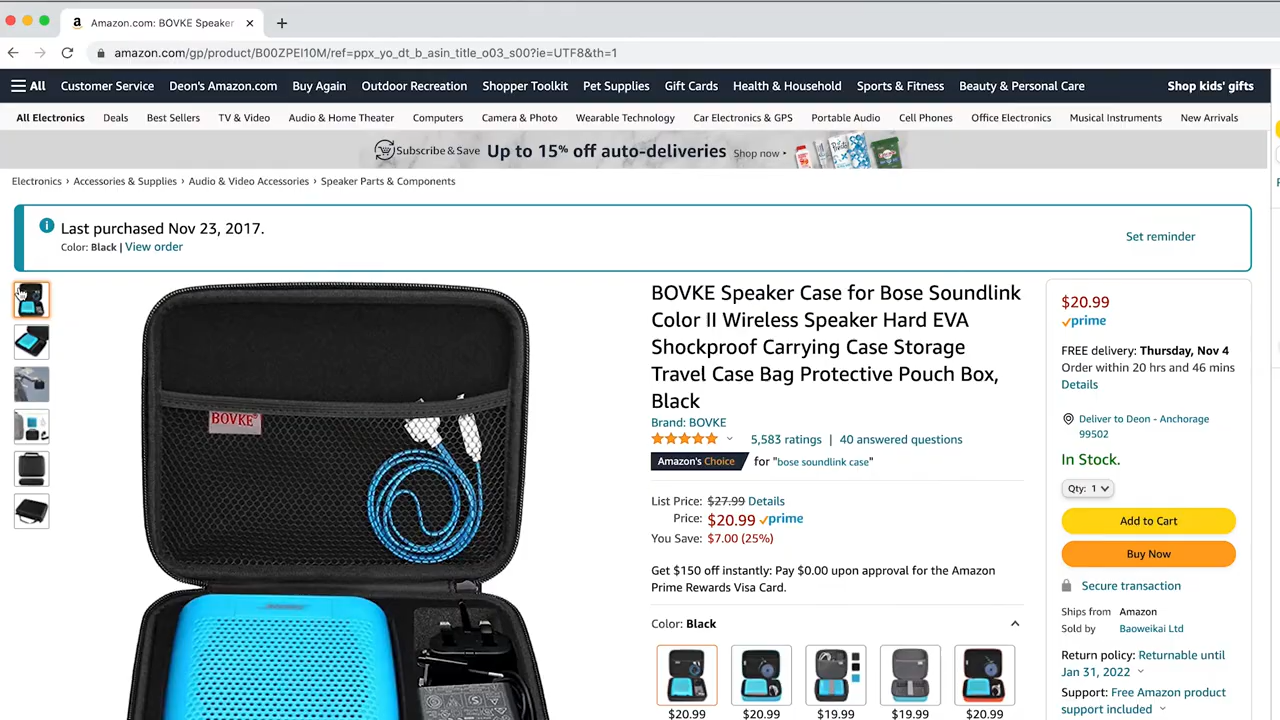 Amazon.com: BOVKE Speaker
amazon.com/gp/product/B00ZPEI10M/ref=ppx_yo_dt_b_asin_title_o03_s00?ie=UTF8&th=1
All Customer Service Deon's Amazon.com Buy Again Outdoor Recreation Shopper Toolkit Pet Supplies Gift Cards Health & Household Sports & Fitness Beauty & Personal Care Shop kids' gifts
All Electronics Deals Best Sellers TV & Video Audio & Home Theater Computers Camera & Photo Wearable Technology Car Electronics & GPS Portable Audio Cell Phones Office Electronics Musical Instruments New Arrivals
Subscribe & Save Up to 15% off auto-deliveries Shop now ▸
Electronics › Accessories & Supplies › Audio & Video Accessories › Speaker Parts & Components
Last purchased Nov 23, 2017.
Color: Black | View order
Set reminder
BOVKE®
BOVKE Speaker Case for Bose Soundlink
Color II Wireless Speaker Hard EVA
Shockproof Carrying Case Storage
Travel Case Bag Protective Pouch Box,
Black
Brand: BOVKE
5,583 ratings | 40 answered questions
Amazon's Choice for "bose soundlink case"
List Price: $27.99 Details
Price: $20.99 prime
You Save: $7.00 (25%)
Get $150 off instantly: Pay $0.00 upon approval for the Amazon
Prime Rewards Visa Card.
Color: Black
$20.99 $20.99 $19.99 $19.99 $20.99
$20.99
prime
FREE delivery: Thursday, Nov 4
Order within 20 hrs and 46 mins
Details
Deliver to Deon - Anchorage
99502
In Stock.
Qty: 1
Add to Cart
Buy Now
Secure transaction
Ships from Amazon
Sold by Baoweikai Ltd
Return policy: Returnable until
Jan 31, 2022
Support: Free Amazon product
support included